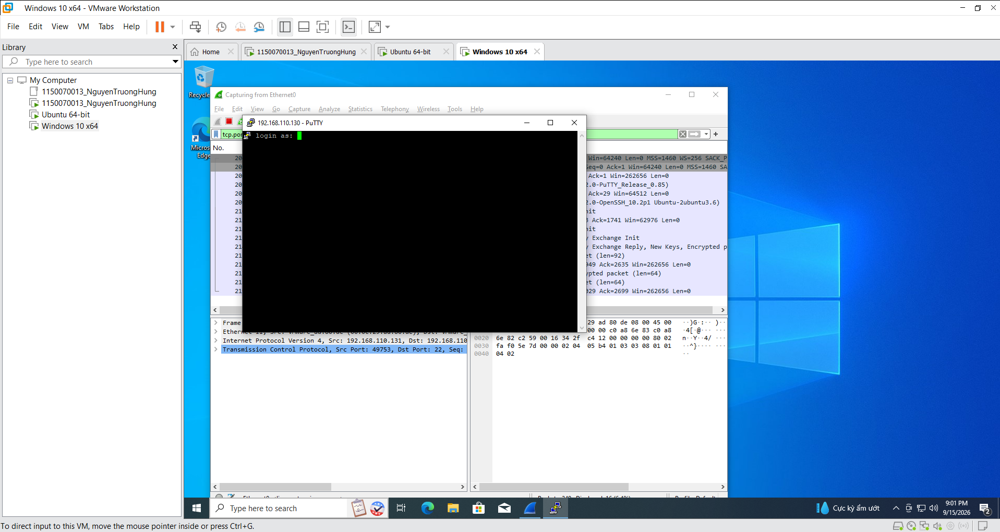 Windows 10 x64 - VMware Workstation
File Edit View VM Tabs Help
Library
Type here to search
My Computer
1150070013_NguyenTruongHung
1150070013_NguyenTruongHung
Ubuntu 64-bit
Windows 10 x64
Home
1150070013_NguyenTruongHung
Ubuntu 64-bit
Windows 10 x64
Recycle
Micros
Edge
Capturing from Ethernet0
File Edit View Go Capture Analyze Statistics Telephony Wireless Tools Help
tcp.por
192.168.110.130 - PuTTY
login as:
No.
20 Win=64240 Len=0 MSS=1460 WS=256 SACK_P
20 Seq=0 Ack=1 Win=64240 Len=0 MSS=1460 SA
20 Ack=1 Win=262656 Len=0
20 2.0-PuTTY_Release_0.85)
20 Ack=29 Win=64512 Len=0
20 2.0-OpenSSH_10.2p1 Ubuntu-2ubuntu3.6)
21 nit
21 3 Ack=1741 Win=62976 Len=0
21 nit
21 y Exchange Init
21 y Exchange Reply, New Keys, Encrypted p
21 et (len=92)
21 949 Ack=2635 Win=262656 Len=0
21 ypted packet (len=64)
21 et (len=64)
21 029 Ack=2699 Win=262656 Len=0
Frame
Internet Protocol Version 4, Src: 192.168.110.131, Dst: 192.168.110
Transmission Control Protocol, Src Port: 49753, Dst Port: 22, Seq:
29 ad 80 de 08 00 45 00 ··)G·: ·)··
00 00 c0 a8 6e 83 c0 a8 4[·@··· ····
0020 6e 82 c2 59 00 16 34 2f c4 12 00 00 00 00 80 02 n··Y··4/ ········
0030 fa f0 5e 7d 00 00 02 04 05 b4 01 03 03 08 01 01 ··^}···· ········
0040 04 02 ··
Type here to search
Cực kỳ ẩm ướt
9:01 PM
9/15/2026
2
To direct input to this VM, move the mouse pointer inside or press Ctrl+G.